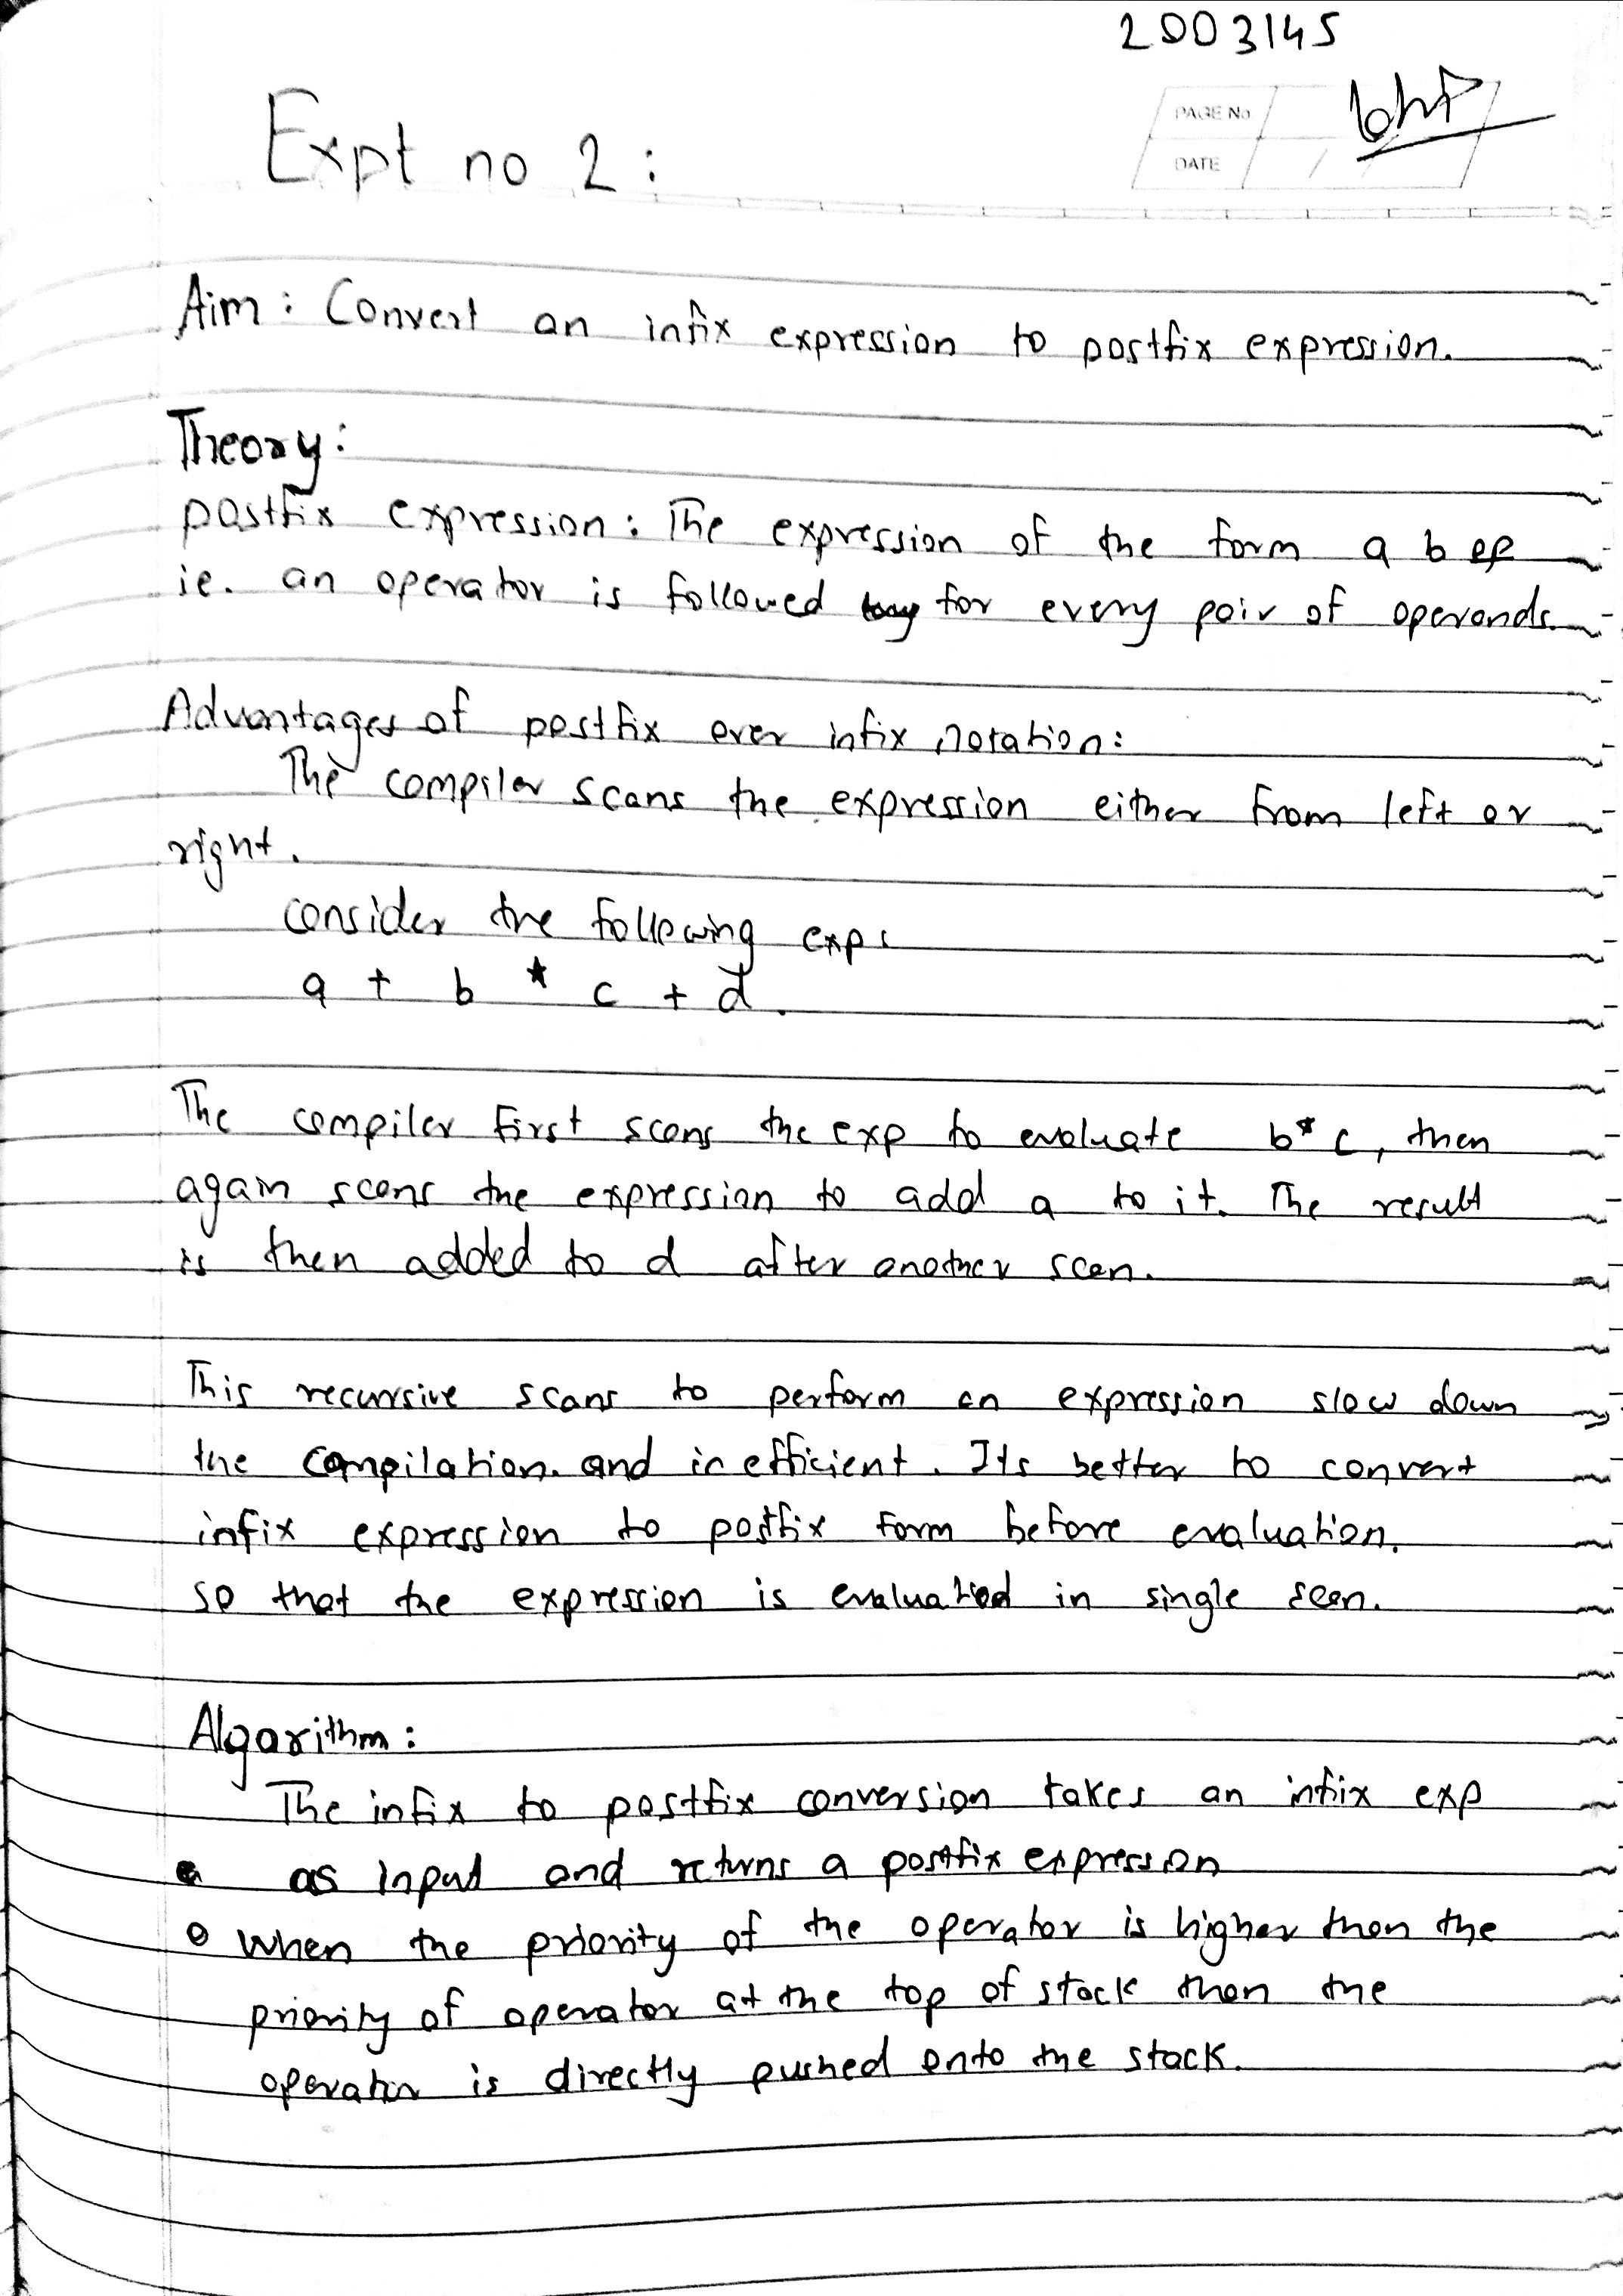 2003145
PAGE No
DATE / /
Expt no 2:
Aim: Convert an infix expression to postfix expression.
Theory:
postfix expression: The expression of the form a b op
ie. an operator is followed for every pair of operands.
Advantages of postfix over infix notation:
The compiler scans the expression either from left or
right.
consider the following exp:
a + b * c + d.
The compiler first scans the exp to evaluate b*c, then
again scans the expression to add a to it. The result
is then added to d after another scan.
This recursive scans to perform an expression slow down
the compilation. and inefficient. Its better to convert
infix expression to postfix form before evaluation.
so that the expression is evaluated in single scan.
Algorithm:
The infix to postfix conversion takes an infix exp
as input and returns a postfix expression
o When the priority of the operator is higher than the
priority of operator at the top of stack then the
operator is directly pushed onto the stack.